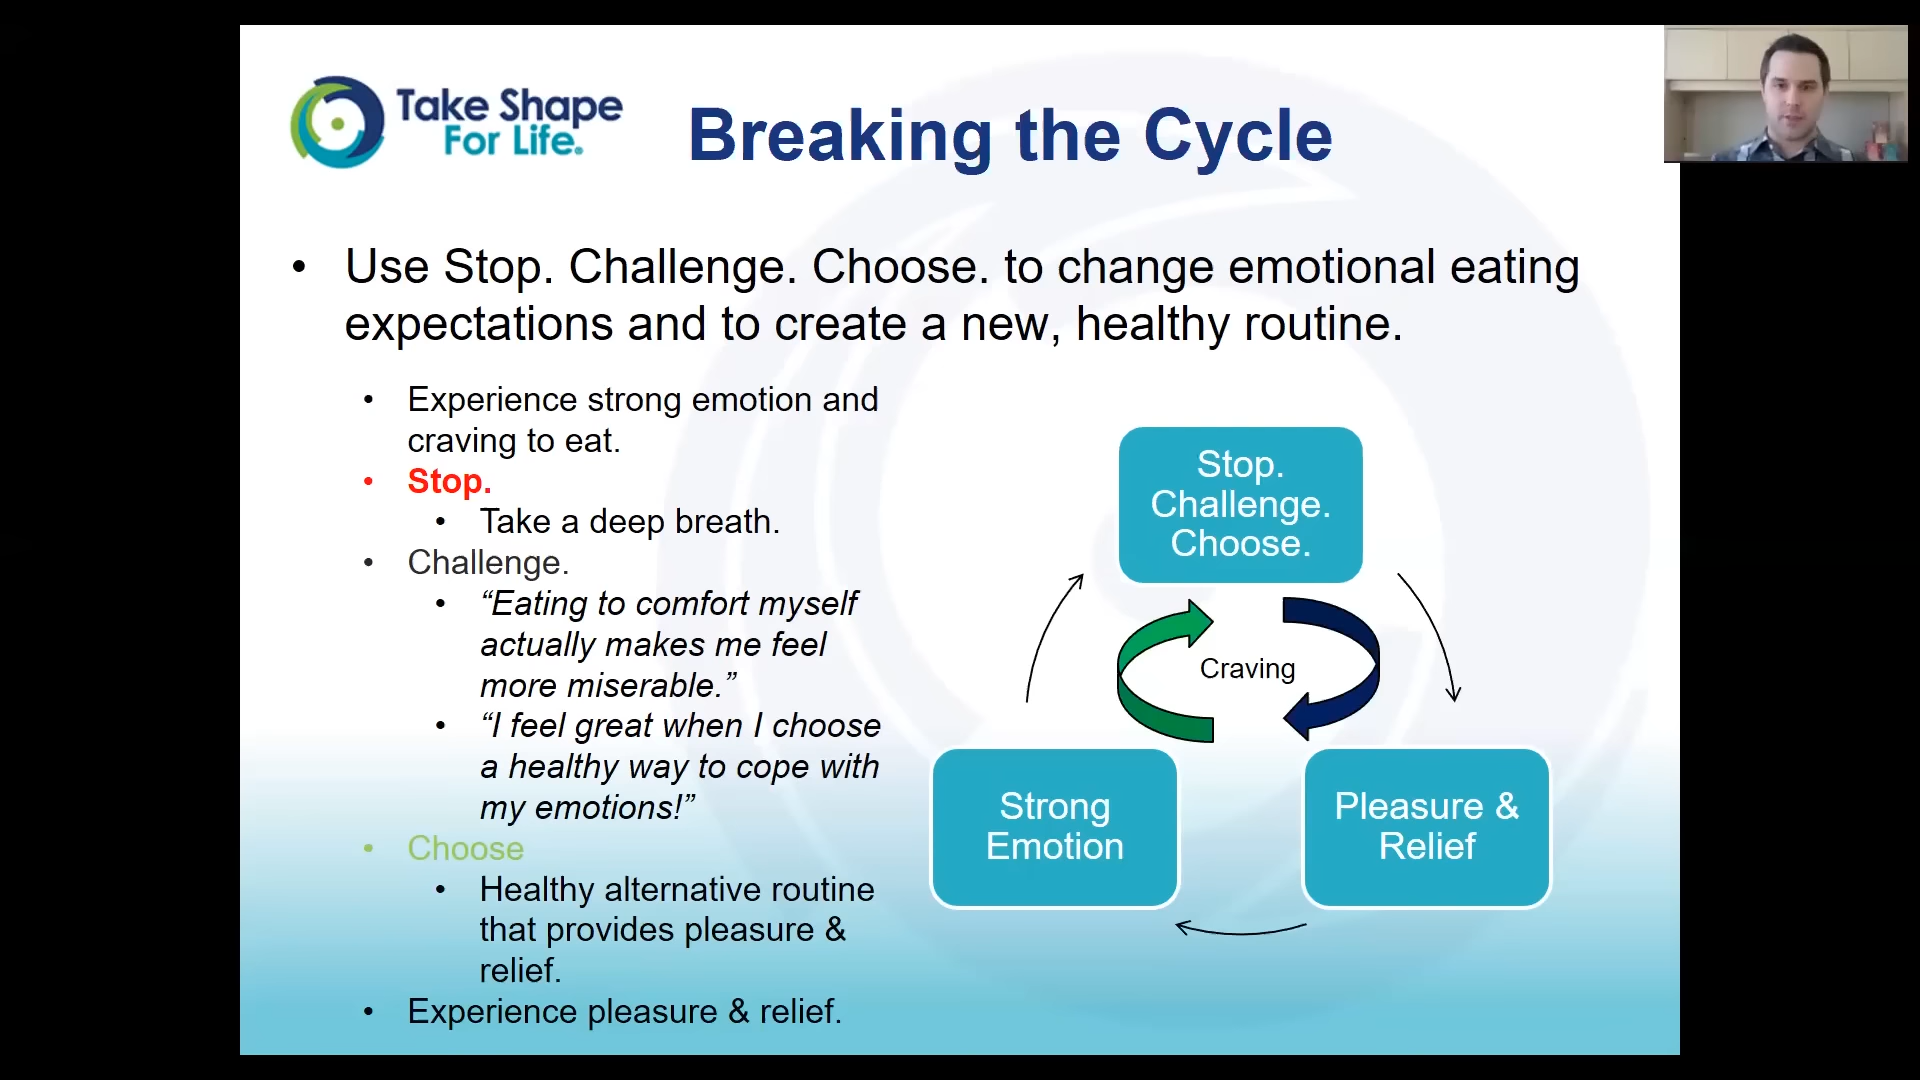 Take Shape
For Life.
Breaking the Cycle
• Use Stop. Challenge. Choose. to change emotional eating
expectations and to create a new, healthy routine.
• Experience strong emotion and
craving to eat.
• Stop.
• Take a deep breath.
• Challenge.
• “Eating to comfort myself
actually makes me feel
more miserable.”
• “I feel great when I choose
a healthy way to cope with
my emotions!”
• Choose
• Healthy alternative routine
that provides pleasure &
relief.
• Experience pleasure & relief.
Stop.
Challenge.
Choose.
Craving
Strong
Emotion
Pleasure &
Relief